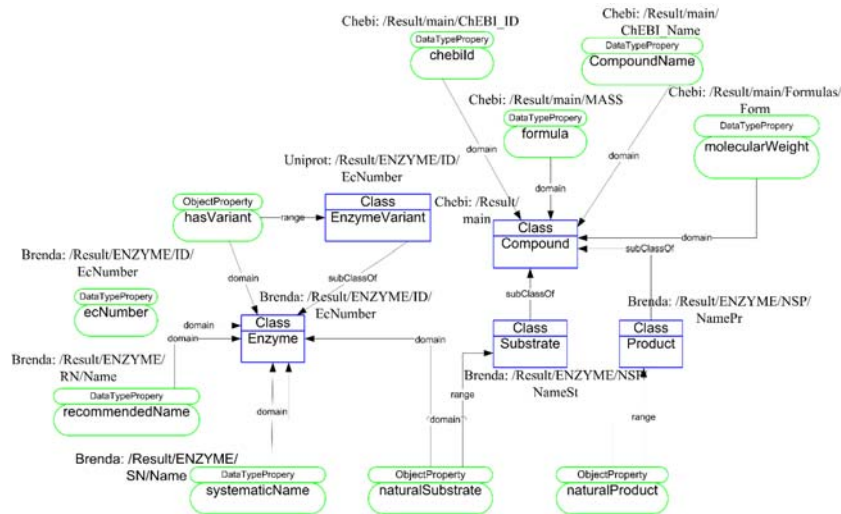 Chebi: /Result/main/ChEBI_ID
DataTypePropery
chebiId
Chebi: /Result/main/
ChEBI_Name
DataTypePropery
CompoundName
Chebi: /Result/main/MASS
DataTypePropery
formula
Chebi: /Result/main/Formulas/
Form
DataTypePropery
molecularWeight
domain
domain
domain
domain
Uniprot: /Result/ENZYME/ID/
EcNumber
ObjectProperty
hasVariant
range
Class
EnzymeVariant
Chebi: /Result/
main
Class
Compound
subClassOf
subClassOf
domain
subClassOf
Brenda: /Result/ENZYME/ID/
EcNumber
DataTypePropery
ecNumber
domain
Brenda: /Result/ENZYME/ID/
EcNumber
Class
Enzyme
Brenda: /Result/ENZYME/NSP/
NamePr
Class
Substrate
Class
Product
Brenda: /Result/ENZYME/NSP/
NameSt
Brenda: /Result/ENZYME/
RN/Name
domain
DataTypePropery
recommendedName
domain
range
domain
range
Brenda: /Result/ENZYME/
SN/Name
DataTypePropery
systematicName
ObjectProperty
naturalSubstrate
ObjectProperty
naturalProduct